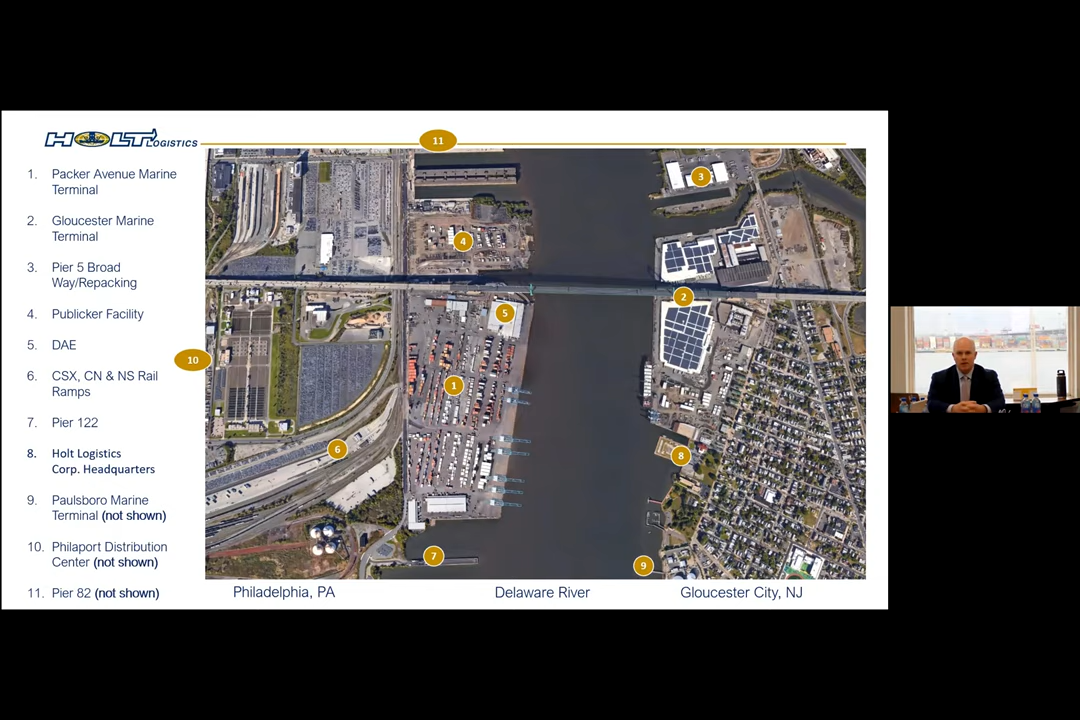 HOLT LOGISTICS
1. Packer Avenue Marine
Terminal
2. Gloucester Marine
Terminal
3. Pier 5 Broad
Way/Repacking
4. Publicker Facility
5. DAE
6. CSX, CN & NS Rail
Ramps
7. Pier 122
8. Holt Logistics
Corp. Headquarters
9. Paulsboro Marine
Terminal (not shown)
10. Philaport Distribution
Center (not shown)
11. Pier 82 (not shown)
11
3
4
2
5
10
1
6
8
7
9
Philadelphia, PA
Delaware River
Gloucester City, NJ